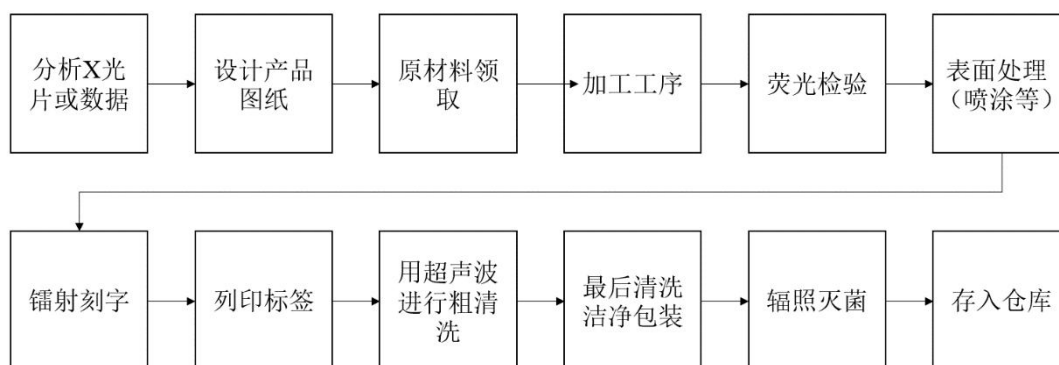 分析X光
片或数据
设计产品
图纸
原材料领
取
加工工序
荧光检验
表面处理
（喷涂等）
镭射刻字
列印标签
用超声波
进行粗清
洗
最后清洗
洁净包装
辐照灭菌
存入仓库